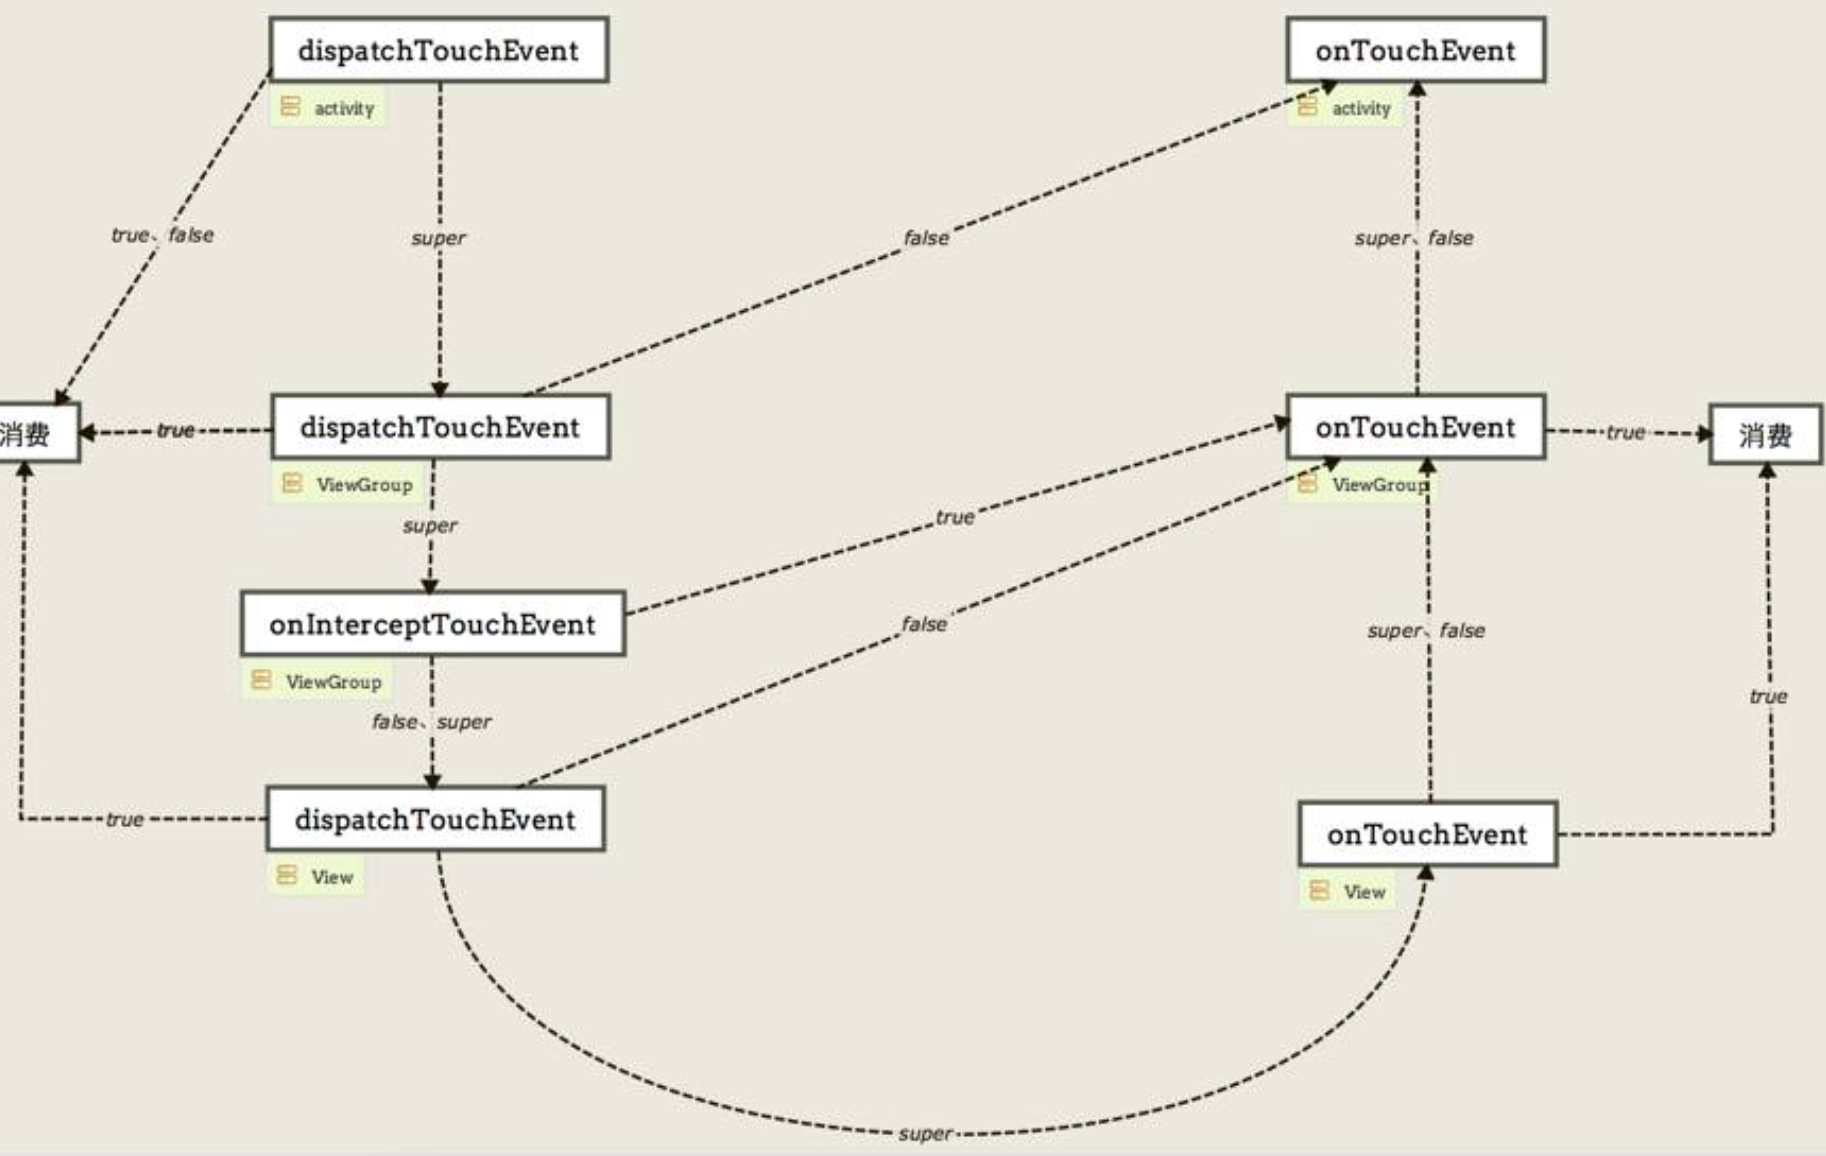 dispatchTouchEvent
onTouchEvent
activity
activity
true、false
super
false
super、false
消费
true
dispatchTouchEvent
onTouchEvent
true
消费
ViewGroup
ViewGroup
super
true
onInterceptTouchEvent
false
super、false
ViewGroup
false、super
true
true
dispatchTouchEvent
onTouchEvent
View
View
super